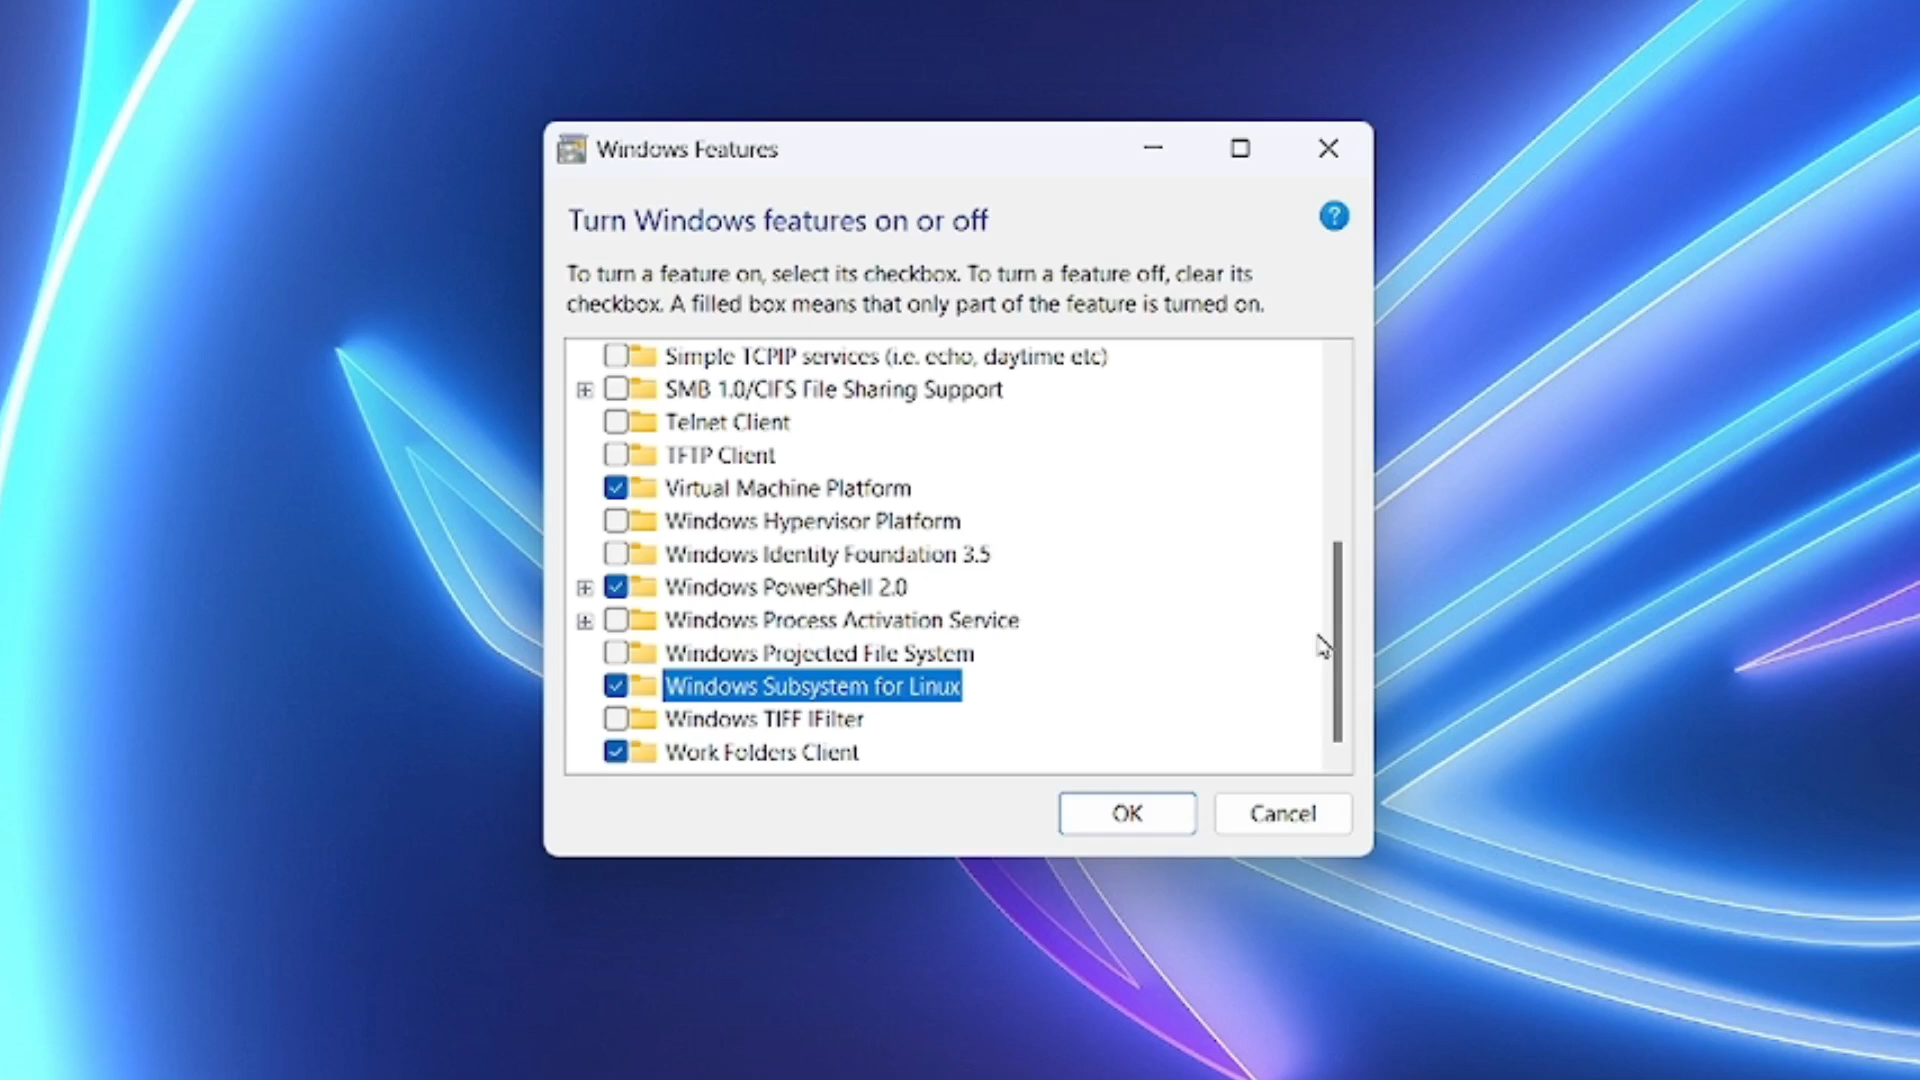 Windows Features
Turn Windows features on or off
?
To turn a feature on, select its checkbox. To turn a feature off, clear its
checkbox. A filled box means that only part of the feature is turned on.
Simple TCPIP services (i.e. echo, daytime etc)
SMB 1.0/CIFS File Sharing Support
Telnet Client
TFTP Client
Virtual Machine Platform
Windows Hypervisor Platform
Windows Identity Foundation 3.5
Windows PowerShell 2.0
Windows Process Activation Service
Windows Projected File System
Windows Subsystem for Linux
Windows TIFF IFilter
Work Folders Client
OK Cancel